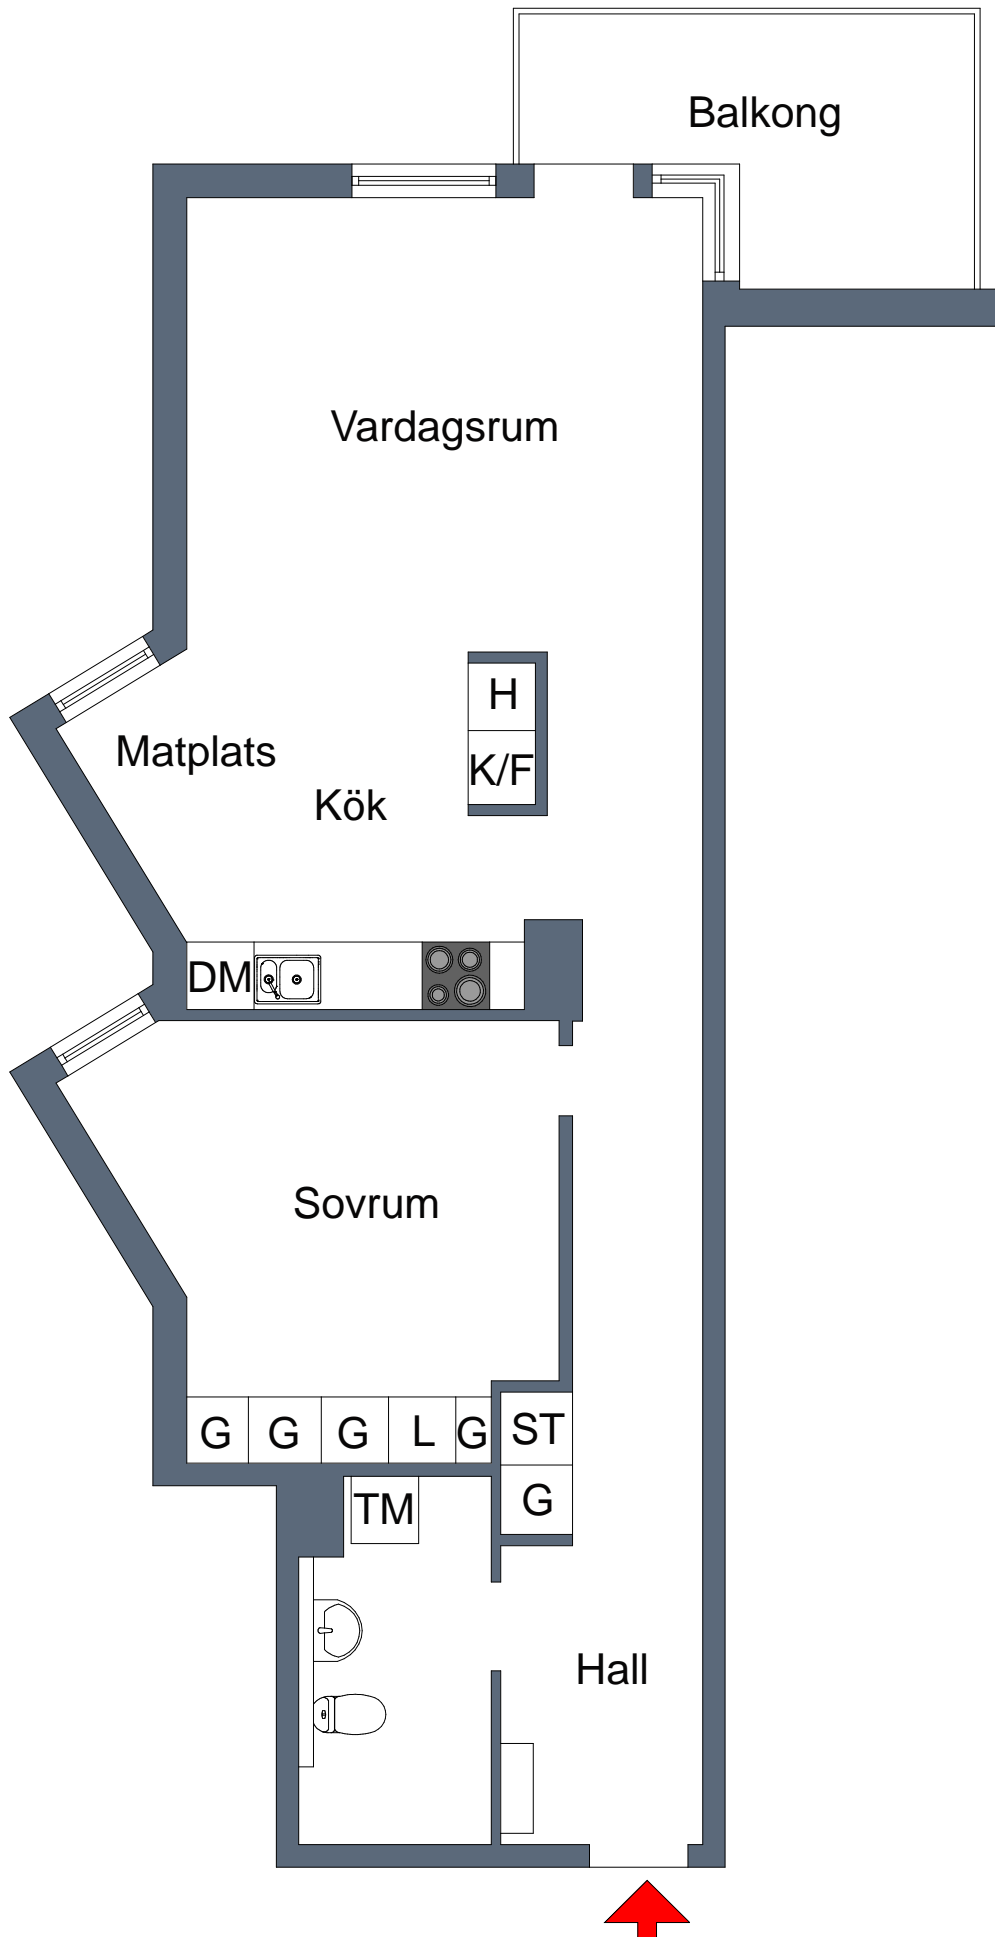 Balkong
Vardagsrum
H
Matplats
K/F
Kök
DM
Sovrum
G G G L G
ST
G
TM
Hall